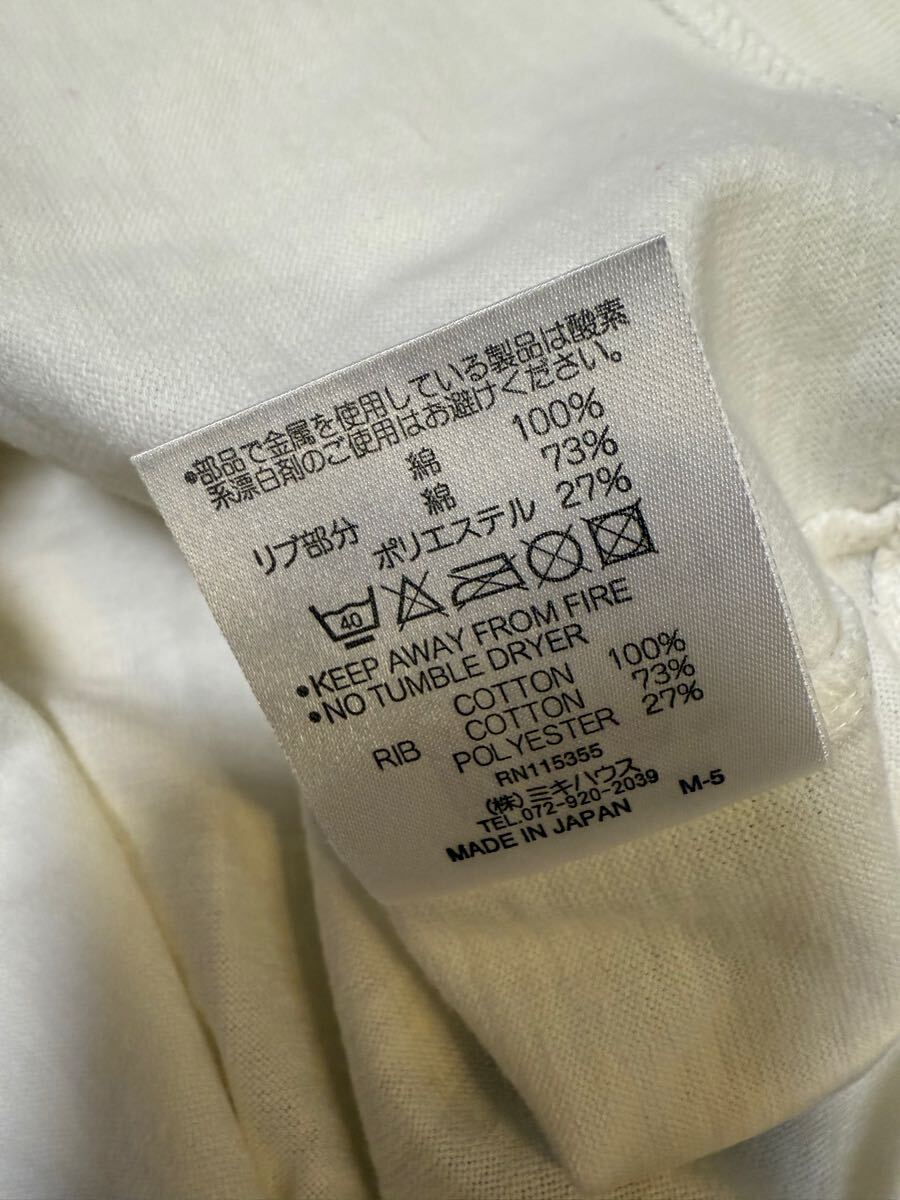 •部品で金属を使用している製品は酸素
系漂白剤のご使用はお避けください。
綿 100%
リブ部分 綿 73%
ポリエステル 27%
40
•KEEP AWAY FROM FIRE
•NO TUMBLE DRYER
COTTON 100%
RIB COTTON 73%
POLYESTER 27%
RN115355
(株)ミキハウス
TEL.072-920-2039
MADE IN JAPAN M-5